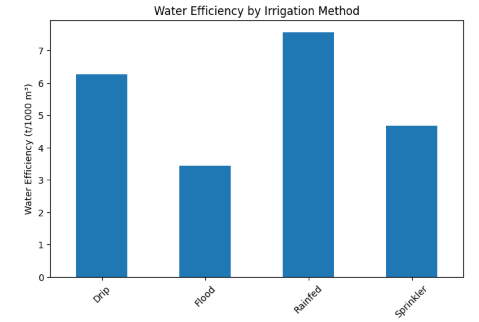 Water Efficiency by Irrigation Method
Water Efficiency (t/1000 m³)
7
6
5
4
3
2
1
0
Drip
Flood
Rainfed
Sprinkler